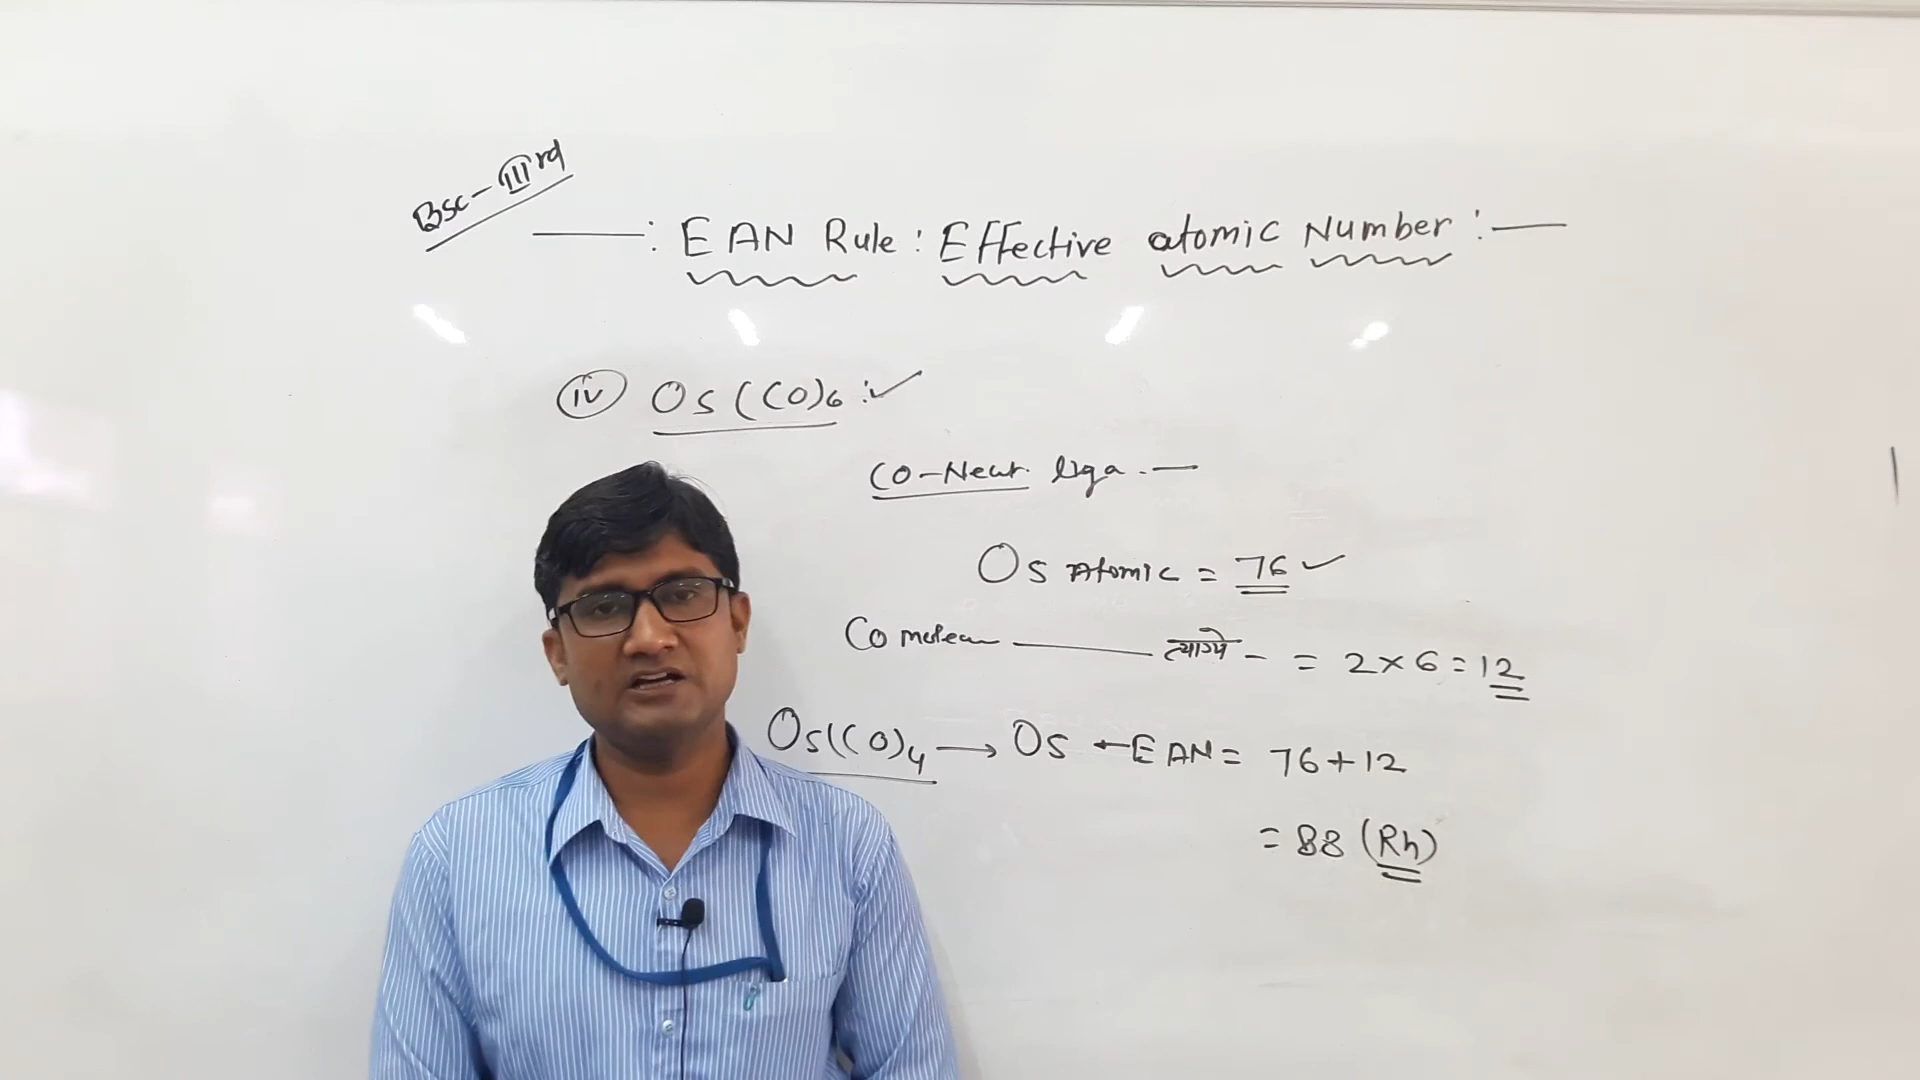 Bsc-IIIrd
: EAN Rule : Effective atomic Number :
iv Os(CO)6 :
CO-Neut. liga.
Os Atomic = 76
Co molecu त्यागे - = 2×6=12
Os(CO)4 → Os - EAN = 76+12
= 88 (Rh)